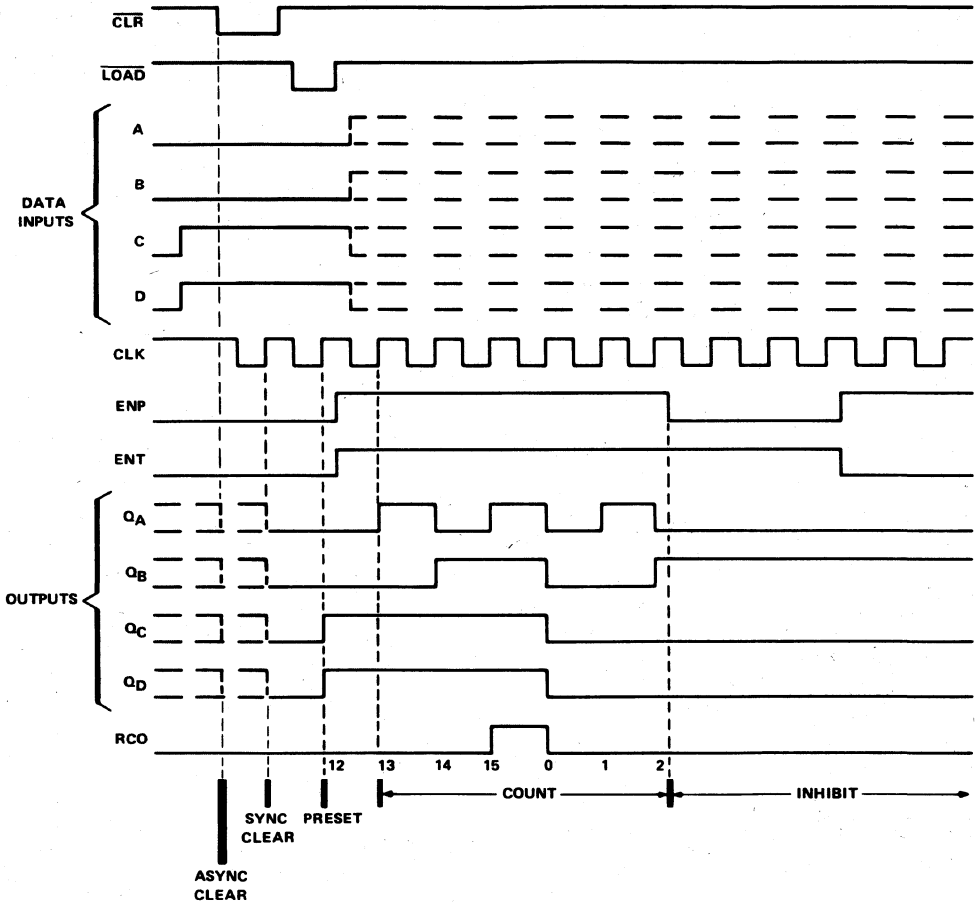 CLR
LOAD
A
B
DATA
INPUTS
C
D
CLK
ENP
ENT
QA
QB
OUTPUTS
QC
QD
RCO
12 13 14 15 0 1 2
COUNT INHIBIT
SYNC
CLEAR
PRESET
ASYNC
CLEAR